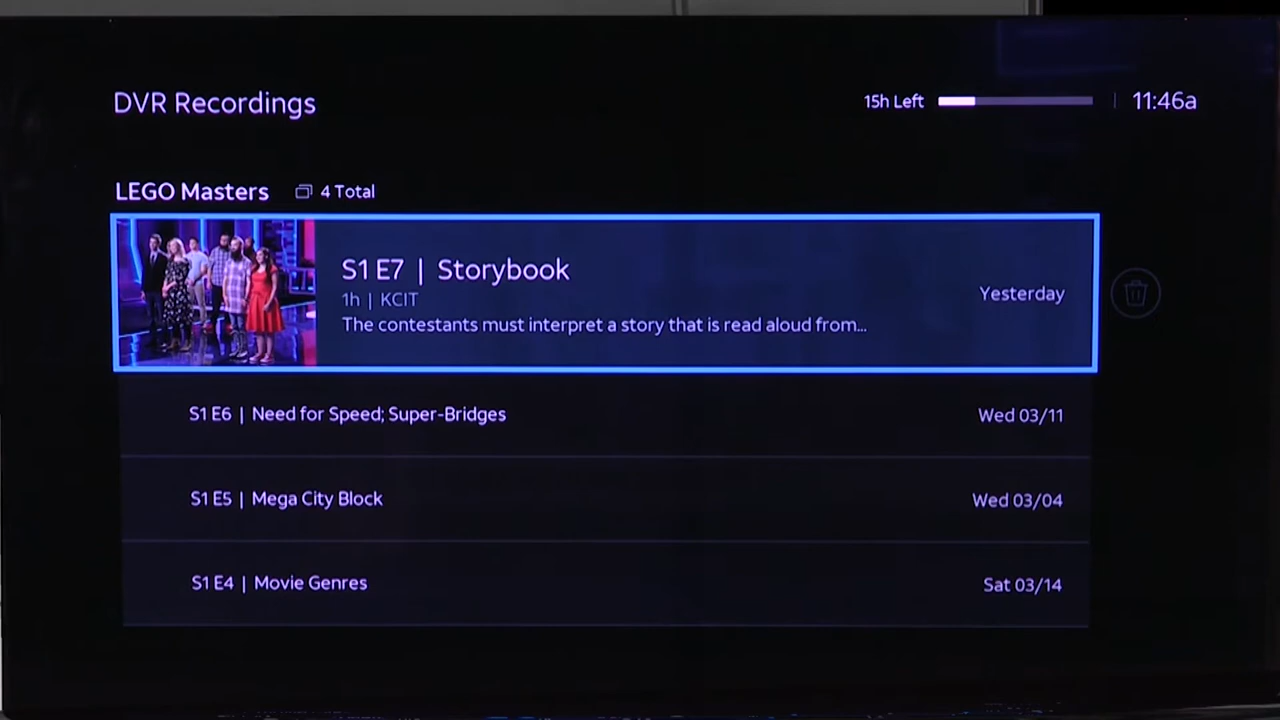 DVR Recordings
15h Left
11:46a
LEGO Masters
4 Total
S1 E7 | Storybook
1h | KCIT
The contestants must interpret a story that is read aloud from...
Yesterday
S1 E6 | Need for Speed; Super-Bridges
Wed 03/11
S1 E5 | Mega City Block
Wed 03/04
S1 E4 | Movie Genres
Sat 03/14